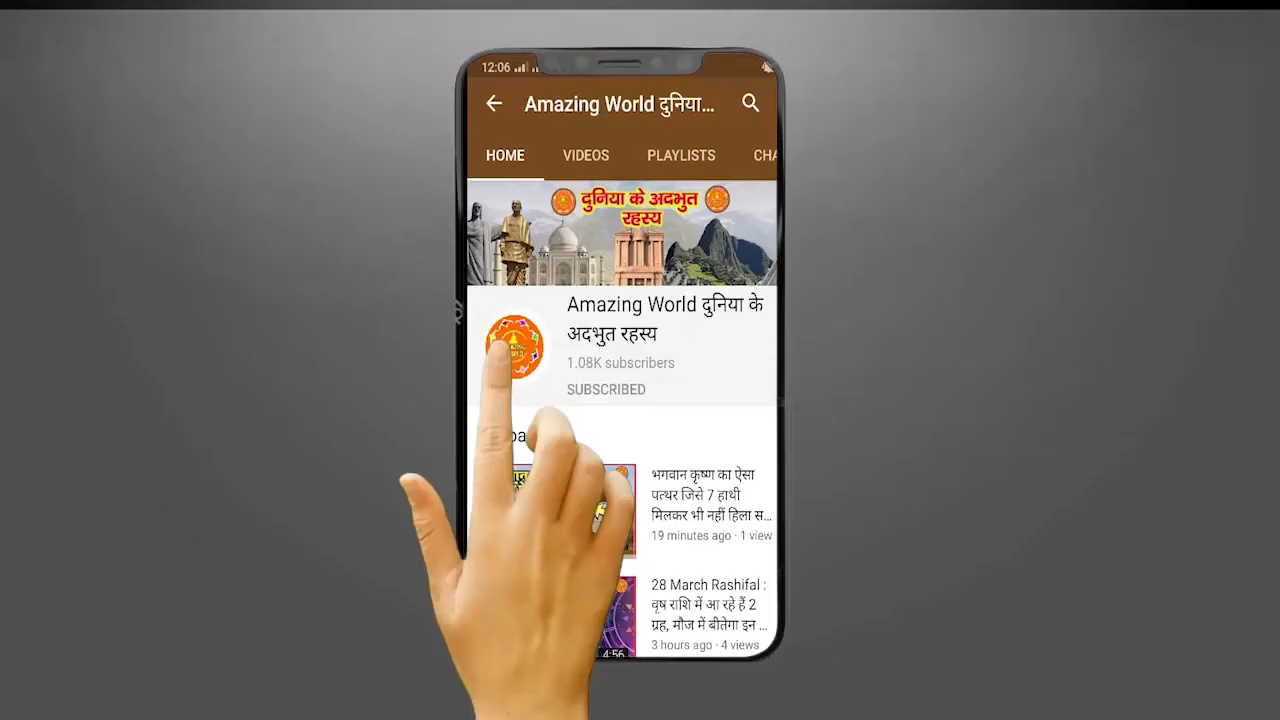 12:06
Amazing World दुनिया...
HOME VIDEOS PLAYLISTS CHA
दुनिया के अदभुत
रहस्य
Amazing World दुनिया के
अदभुत रहस्य
1.08K subscribers
SUBSCRIBED
भगवान कृष्ण का ऐसा
पत्थर जिसे 7 हाथी
मिलकर भी नहीं हिला स...
19 minutes ago · 1 view
28 March Rashifal :
वृष राशि में आ रहे हैं 2
ग्रह, मौज में बीतेगा इन ...
3 hours ago · 4 views
4:56